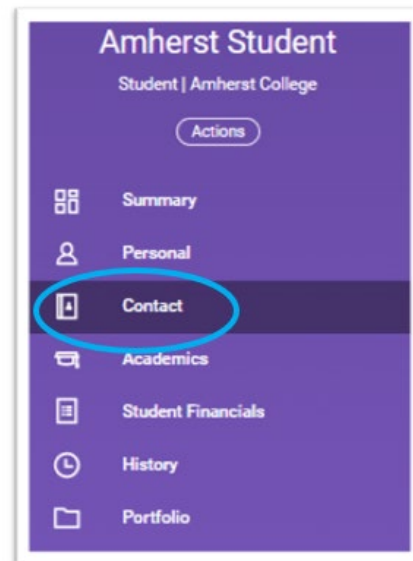 Amherst Student
Student | Amherst College
Actions
Summary
Personal
Contact
Academics
Student Financials
History
Portfolio